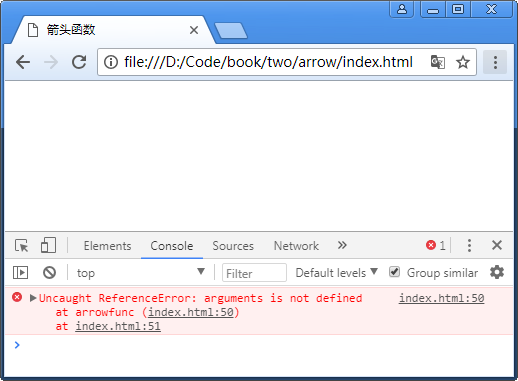 箭头函数
file:///D:/Code/book/two/arrow/index.html
Elements Console Sources Network » 1
top Filter Default levels Group similar
Uncaught ReferenceError: arguments is not defined index.html:50
at arrowfunc (index.html:50)
at index.html:51